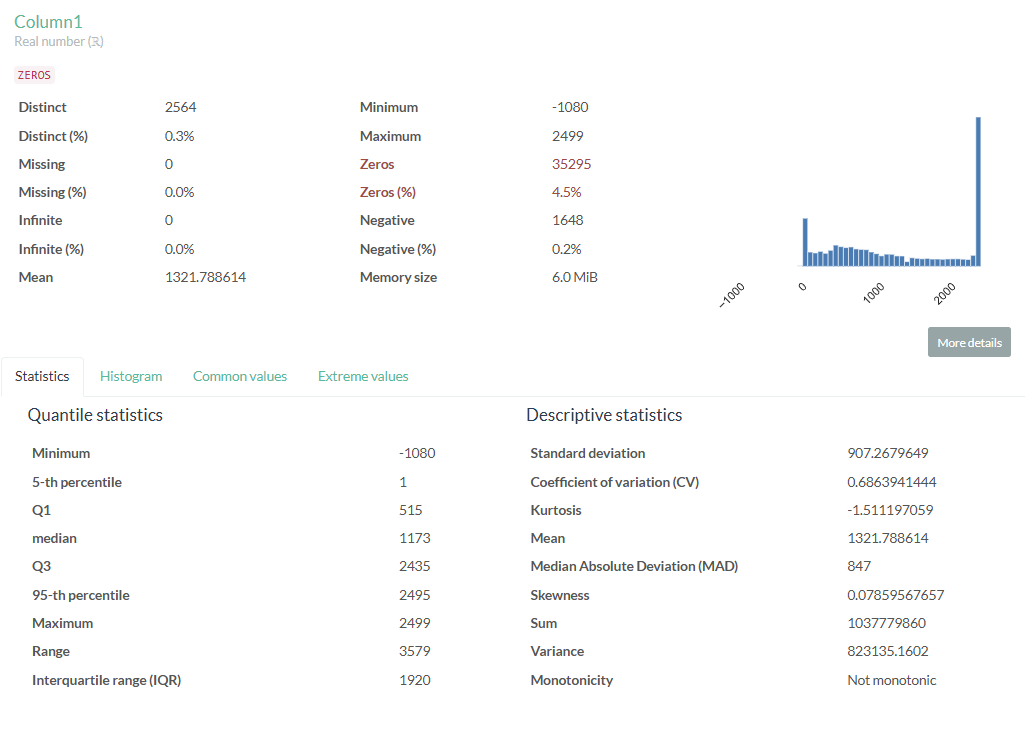 Column1
Real number (ℝ)
ZEROS
Distinct 2564 Minimum -1080
Distinct (%) 0.3% Maximum 2499
Missing 0 Zeros 35295
Missing (%) 0.0% Zeros (%) 4.5%
Infinite 0 Negative 1648
Infinite (%) 0.0% Negative (%) 0.2%
Mean 1321.788614 Memory size 6.0 MiB
−1000 0 1000 2000
More details
Statistics Histogram Common values Extreme values
Quantile statistics Descriptive statistics
Minimum -1080 Standard deviation 907.2679649
5-th percentile 1 Coefficient of variation (CV) 0.6863941444
Q1 515 Kurtosis -1.511197059
median 1173 Mean 1321.788614
Q3 2435 Median Absolute Deviation (MAD) 847
95-th percentile 2495 Skewness 0.07859567657
Maximum 2499 Sum 1037779860
Range 3579 Variance 823135.1602
Interquartile range (IQR) 1920 Monotonicity Not monotonic